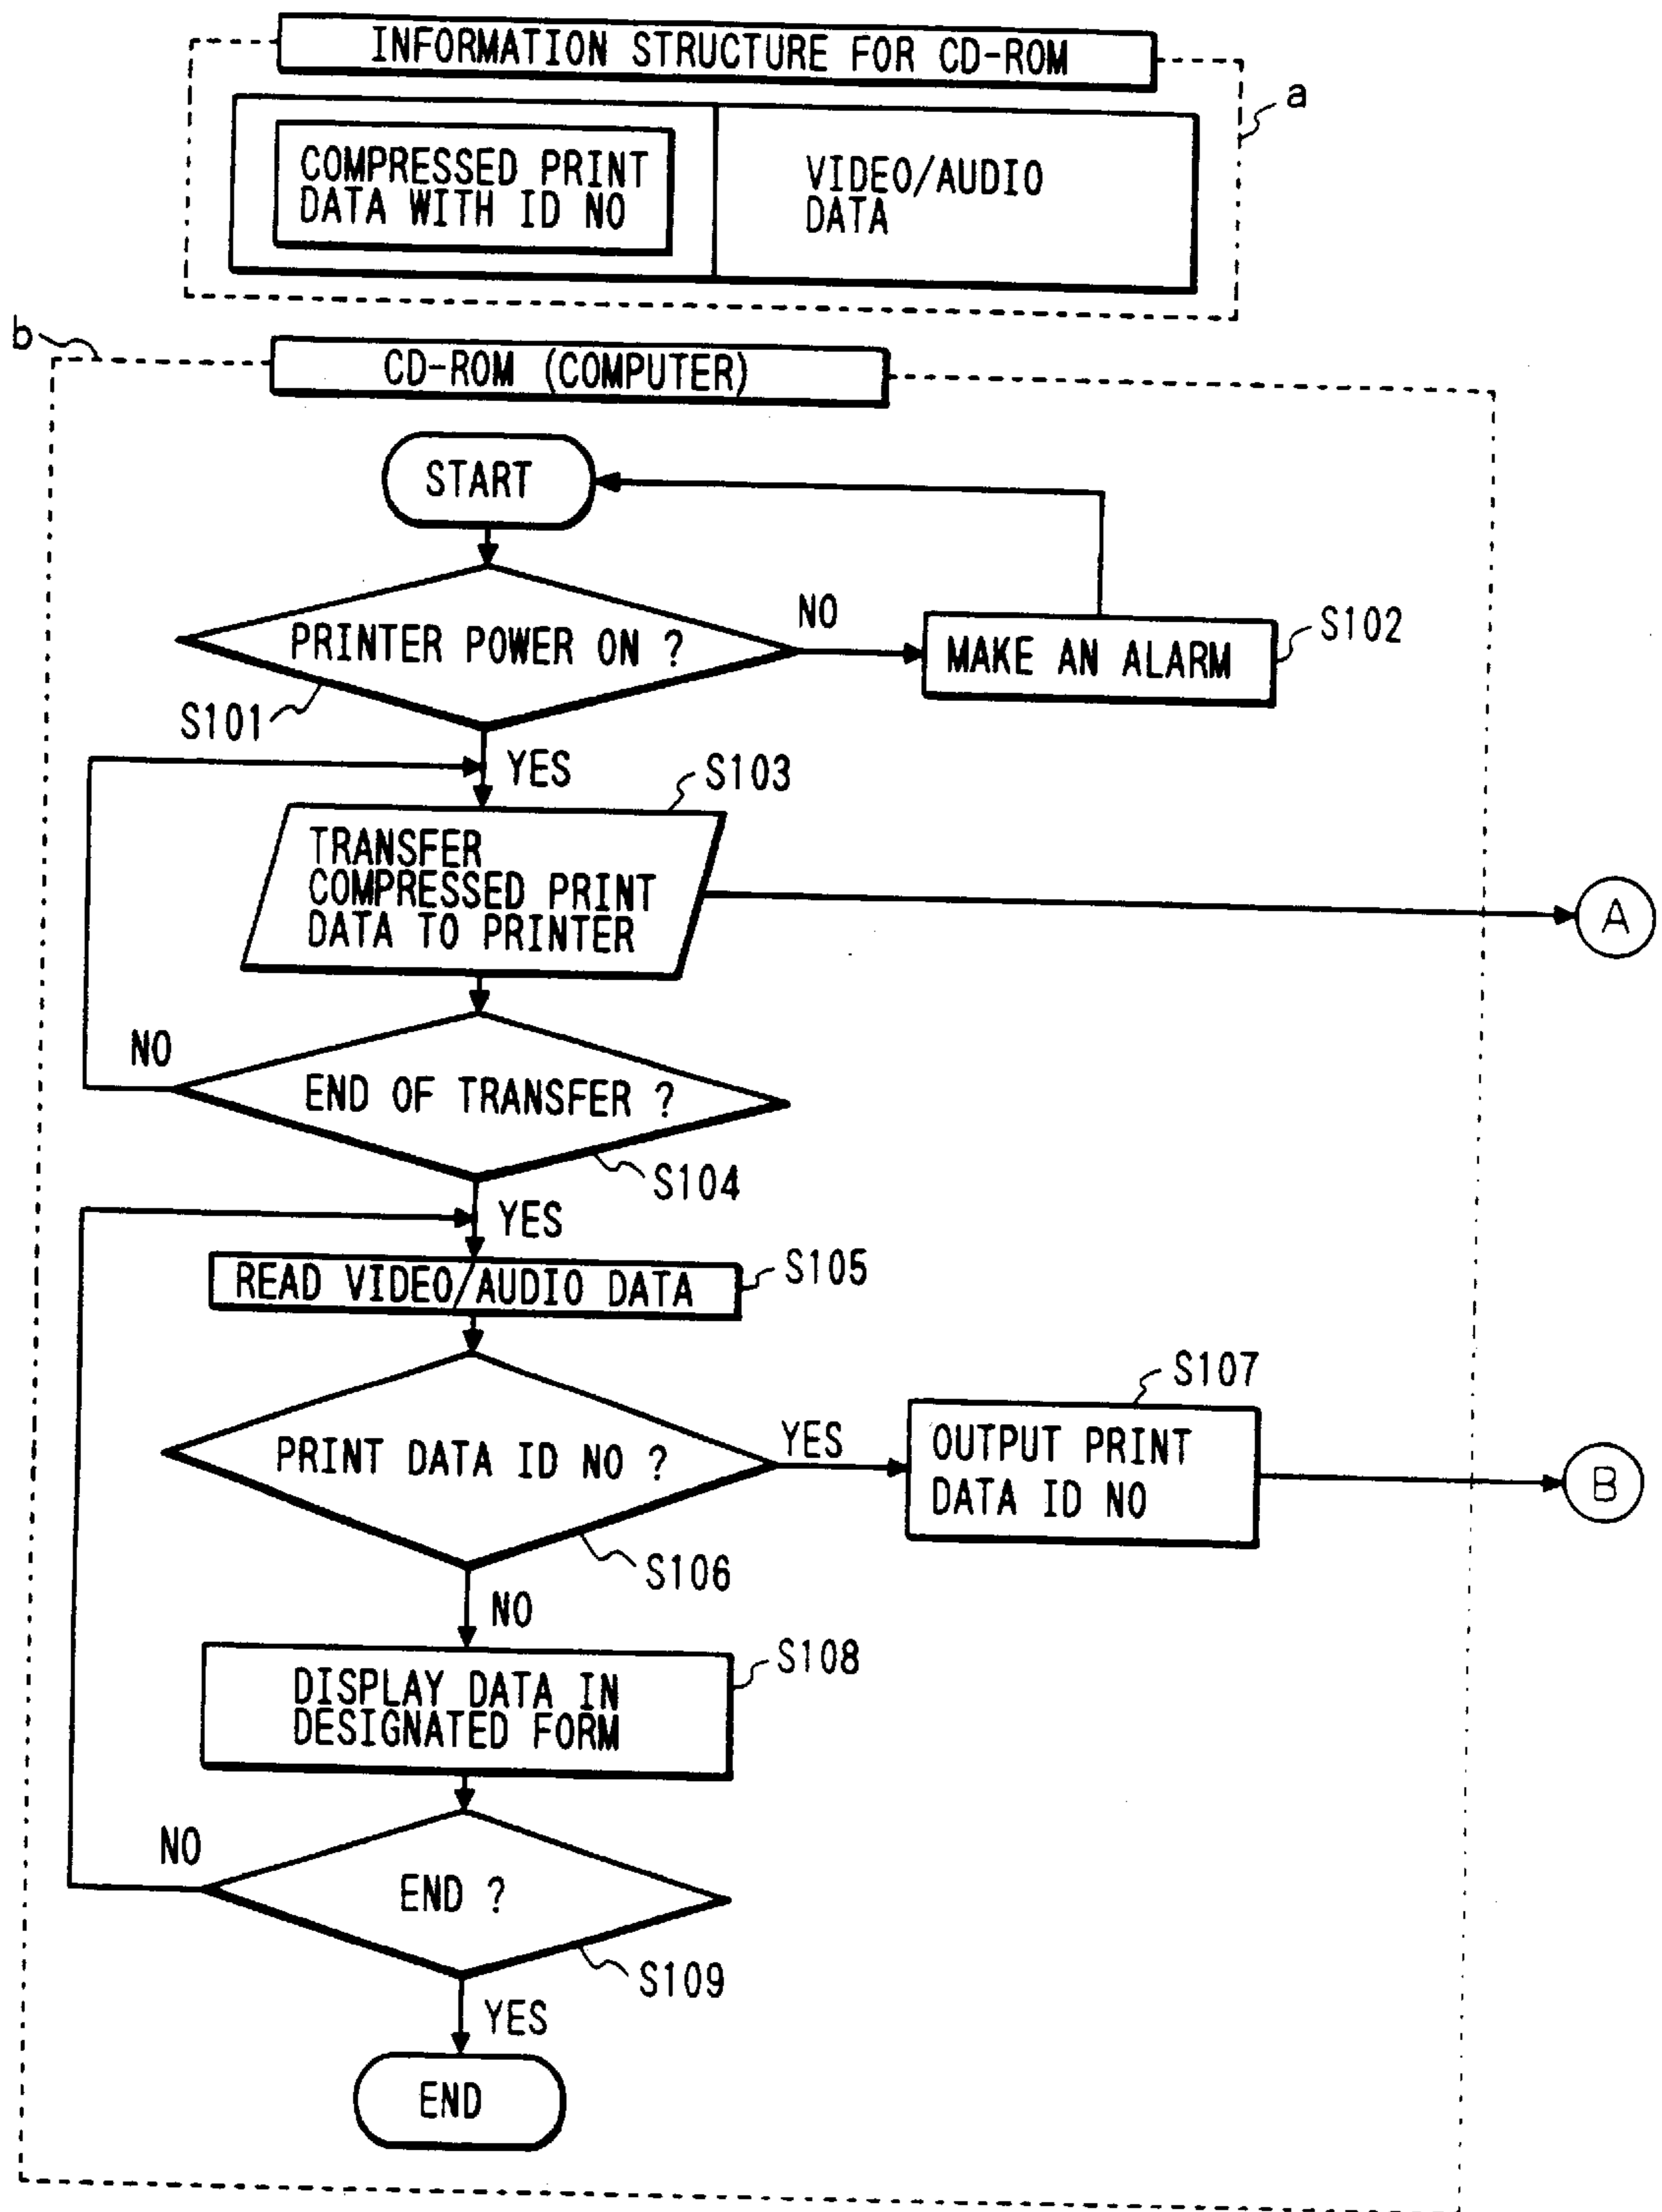 INFORMATION STRUCTURE FOR CD-ROM
a
COMPRESSED PRINT
DATA WITH ID NO
VIDEO/AUDIO
DATA
b
CD-ROM (COMPUTER)
START
PRINTER POWER ON ?
NO
MAKE AN ALARM
S102
S101
YES
S103
TRANSFER
COMPRESSED PRINT
DATA TO PRINTER
A
NO
END OF TRANSFER ?
S104
YES
READ VIDEO/AUDIO DATA
S105
S107
PRINT DATA ID NO ?
YES
OUTPUT PRINT
DATA ID NO
B
S106
NO
S108
DISPLAY DATA IN
DESIGNATED FORM
NO
END ?
S109
YES
END